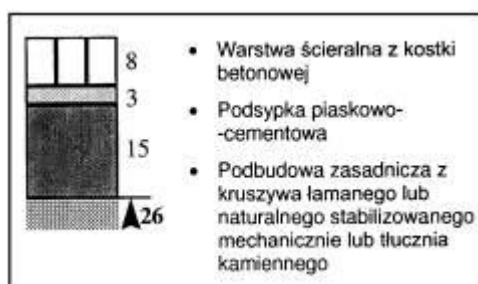 8
3
15
26
• Warstwa ścieralna z kostki
betonowej
• Podsypka piaskowo-
-cementowa
• Podbudowa zasadnicza z
kruszywa łamanego lub
naturalnego stabilizowanego
mechanicznie lub tłucznia
kamiennego